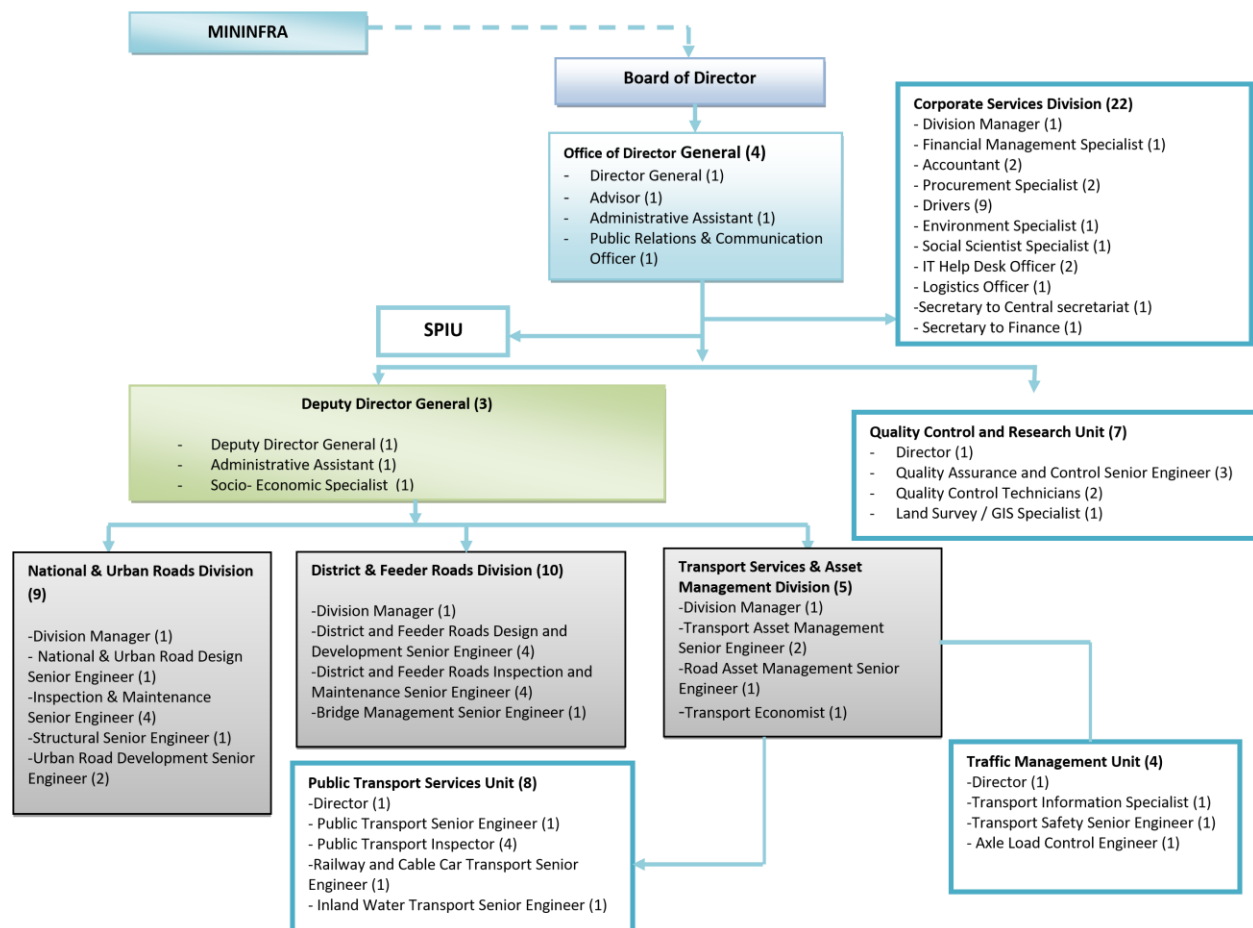 MININFRA
Board of Director
Corporate Services Division (22)
- Division Manager (1)
- Financial Management Specialist (1)
- Accountant (2)
- Procurement Specialist (2)
- Drivers (9)
- Environment Specialist (1)
- Social Scientist Specialist (1)
- IT Help Desk Officer (2)
- Logistics Officer (1)
-Secretary to Central secretariat (1)
- Secretary to Finance (1)
Office of Director General (4)
- Director General (1)
- Advisor (1)
- Administrative Assistant (1)
- Public Relations & Communication
Officer (1)
SPIU
Deputy Director General (3)
- Deputy Director General (1)
- Administrative Assistant (1)
- Socio- Economic Specialist (1)
Quality Control and Research Unit (7)
- Director (1)
- Quality Assurance and Control Senior Engineer (3)
- Quality Control Technicians (2)
- Land Survey / GIS Specialist (1)
National & Urban Roads Division
(9)
-Division Manager (1)
- National & Urban Road Design
Senior Engineer (1)
-Inspection & Maintenance
Senior Engineer (4)
-Structural Senior Engineer (1)
-Urban Road Development Senior
Engineer (2)
District & Feeder Roads Division (10)
-Division Manager (1)
-District and Feeder Roads Design and
Development Senior Engineer (4)
-District and Feeder Roads Inspection and
Maintenance Senior Engineer (4)
-Bridge Management Senior Engineer (1)
Transport Services & Asset
Management Division (5)
-Division Manager (1)
-Transport Asset Management
Senior Engineer (2)
-Road Asset Management Senior
Engineer (1)
-Transport Economist (1)
Public Transport Services Unit (8)
-Director (1)
- Public Transport Senior Engineer (1)
- Public Transport Inspector (4)
-Railway and Cable Car Transport Senior
Engineer (1)
- Inland Water Transport Senior Engineer (1)
Traffic Management Unit (4)
-Director (1)
-Transport Information Specialist (1)
-Transport Safety Senior Engineer (1)
- Axle Load Control Engineer (1)